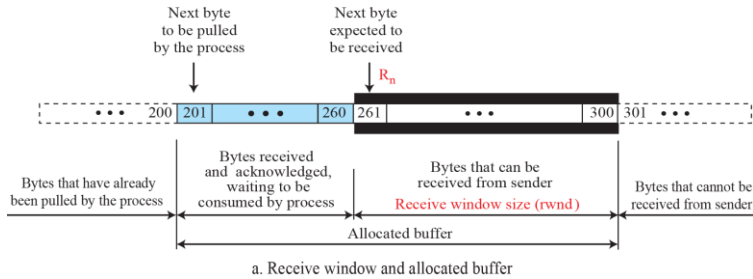 Next byte
to be pulled
by the process
Next byte
expected to
be received
Rn
••• 200 201 ••• 260 261 ••• 300 301 •••
Bytes that have already
been pulled by the process
Bytes received
and acknowledged,
waiting to be
consumed by process
Bytes that can be
received from sender
Receive window size (rwnd)
Bytes that cannot be
received from sender
Allocated buffer
a. Receive window and allocated buffer